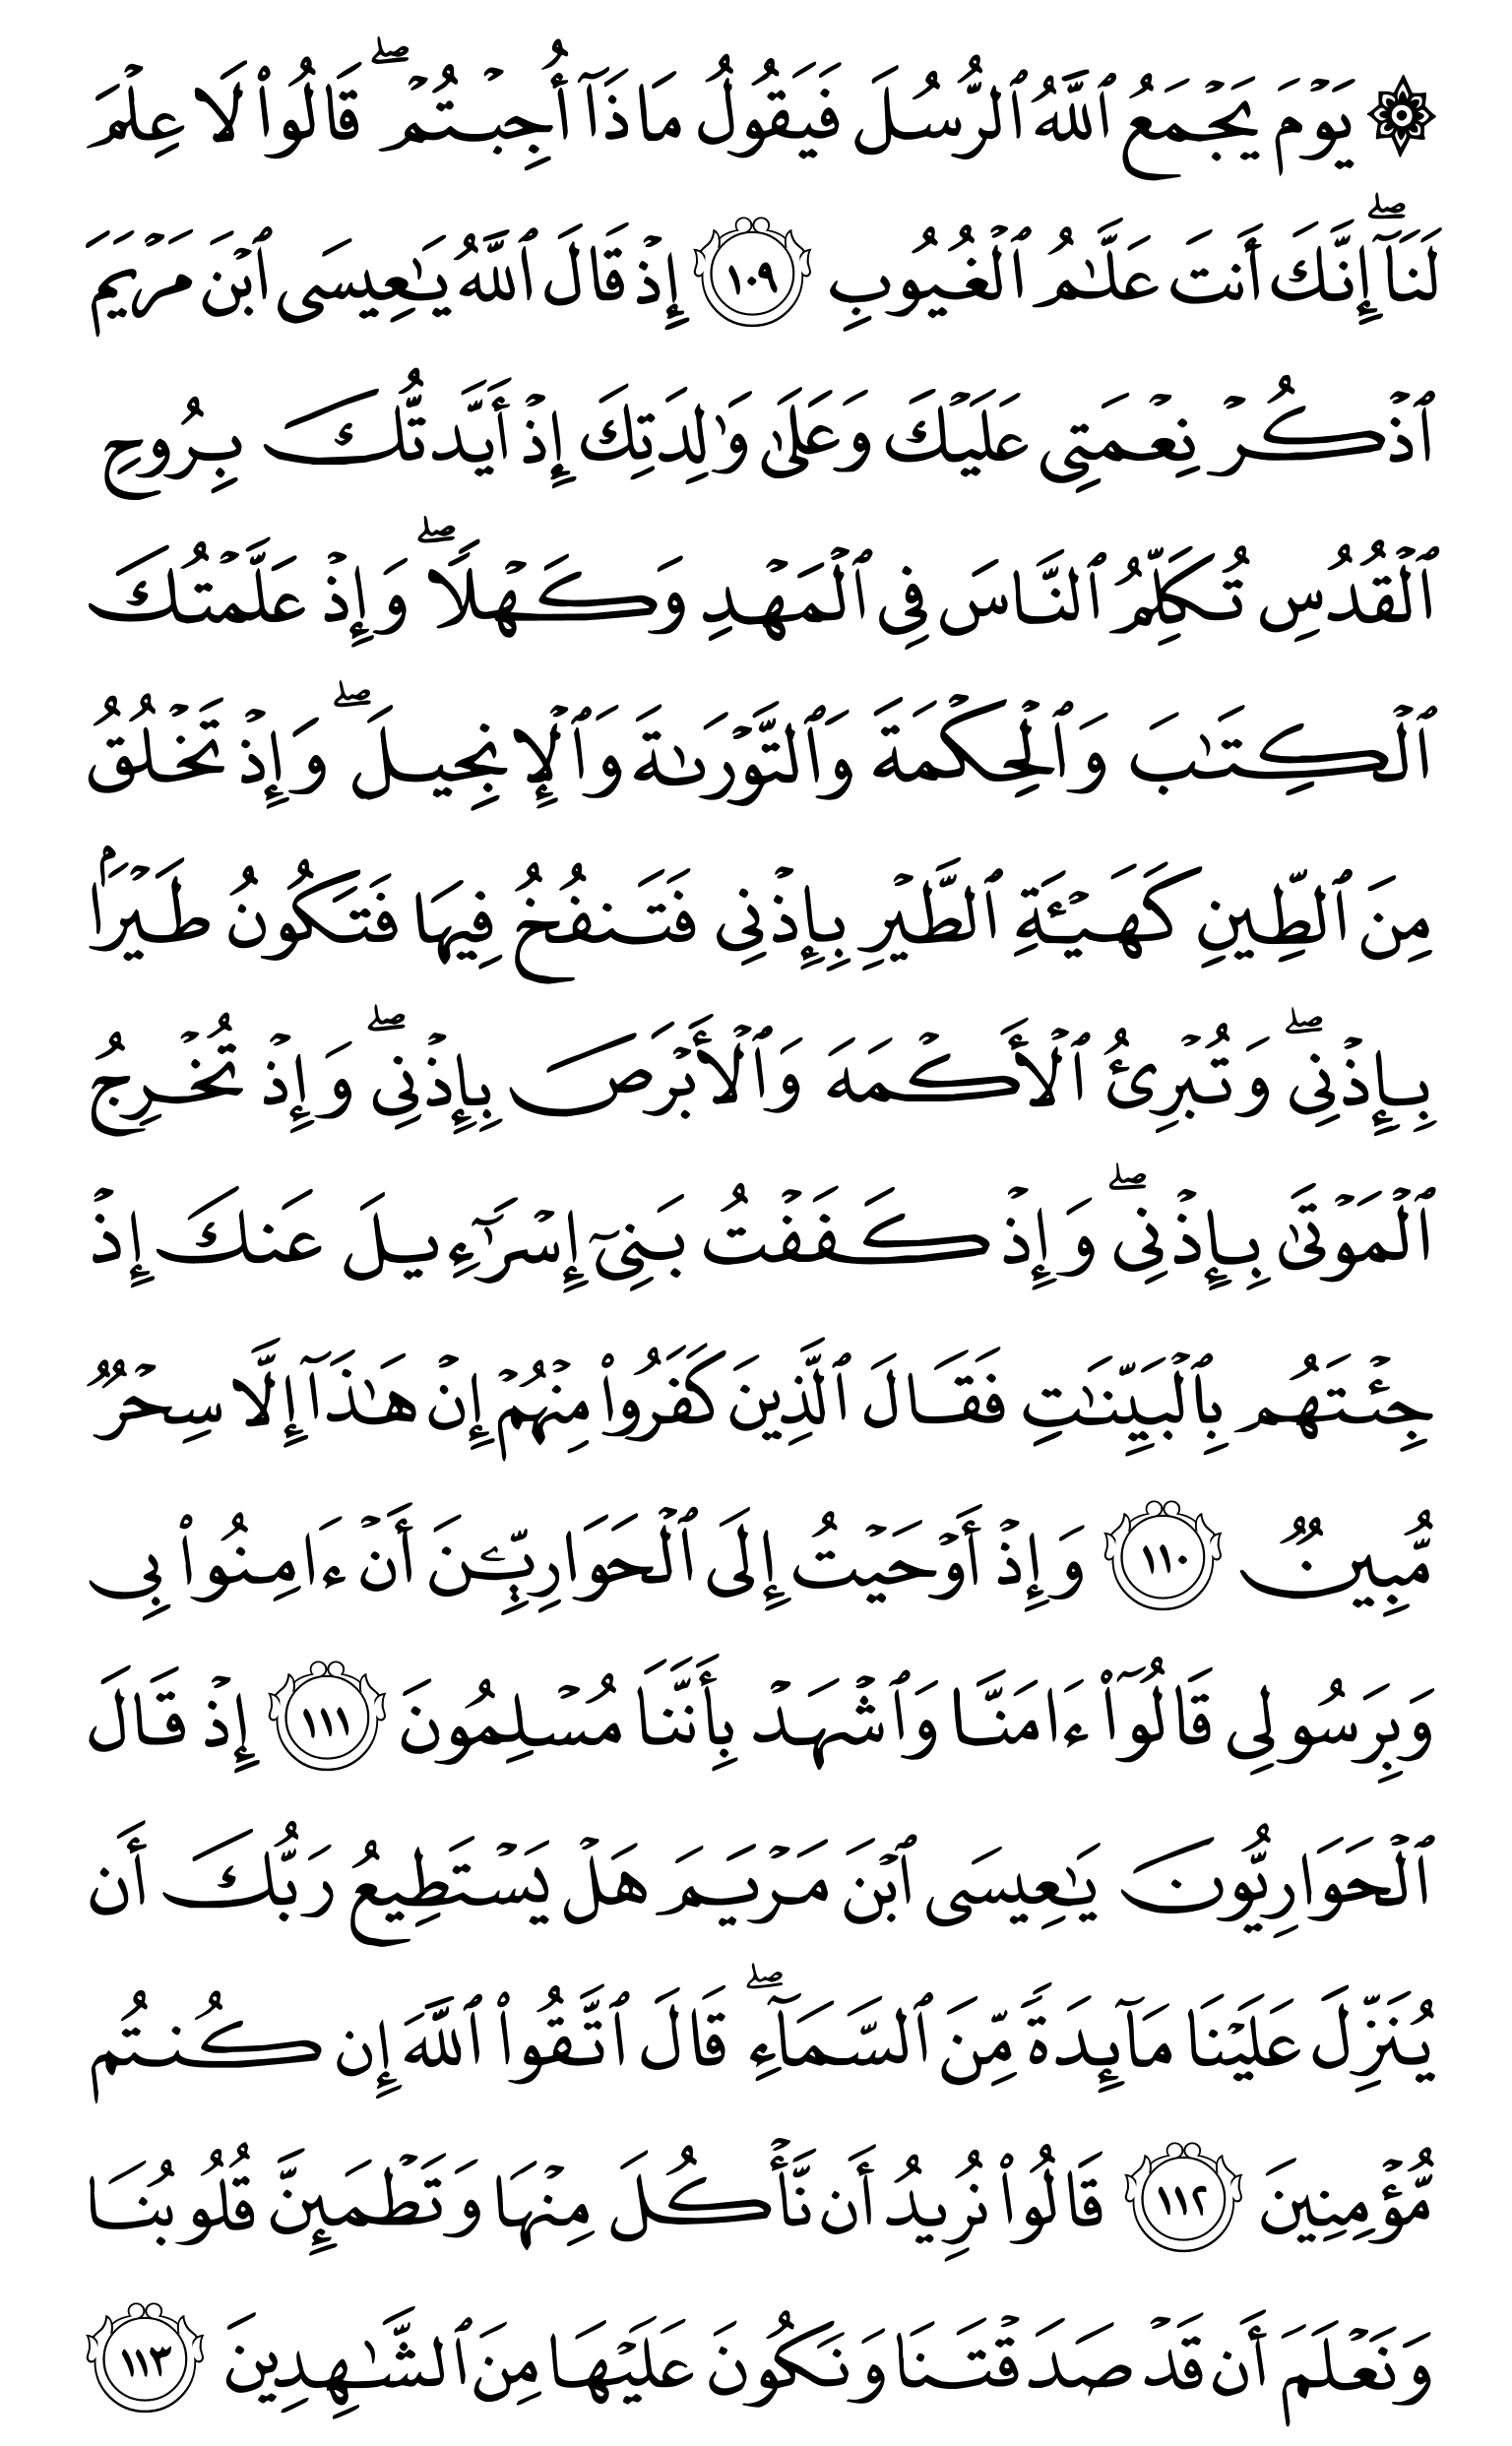 ۞ يَوۡمَ يَجۡمَعُ ٱللَّهُ ٱلرُّسُلَ فَيَقُولُ مَاذَآ أُجِبۡتُمۡۖ قَالُواْ لَا عِلۡمَ
لَنَآۖ إِنَّكَ أَنتَ عَلَّٰمُ ٱلۡغُيُوبِ ١٠٩ إِذۡ قَالَ ٱللَّهُ يَٰعِيسَى ٱبۡنَ مَرۡيَمَ
ٱذۡكُرۡ نِعۡمَتِي عَلَيۡكَ وَعَلَىٰ وَٰلِدَتِكَ إِذۡ أَيَّدتُّكَ بِرُوحِ
ٱلۡقُدُسِ تُكَلِّمُ ٱلنَّاسَ فِي ٱلۡمَهۡدِ وَكَهۡلٗاۖ وَإِذۡ عَلَّمۡتُكَ
ٱلۡكِتَٰبَ وَٱلۡحِكۡمَةَ وَٱلتَّوۡرَىٰةَ وَٱلۡإِنجِيلَۖ وَإِذۡ تَخۡلُقُ
مِنَ ٱلطِّينِ كَهَيۡـَٔةِ ٱلطَّيۡرِ بِإِذۡنِي فَتَنفُخُ فِيهَا فَتَكُونُ طَيۡرَۢا
بِإِذۡنِيۖ وَتُبۡرِئُ ٱلۡأَكۡمَهَ وَٱلۡأَبۡرَصَ بِإِذۡنِيۖ وَإِذۡ تُخۡرِجُ
ٱلۡمَوۡتَىٰ بِإِذۡنِيۖ وَإِذۡ كَفَفۡتُ بَنِيٓ إِسۡرَٰٓءِيلَ عَنكَ إِذۡ
جِئۡتَهُم بِٱلۡبَيِّنَٰتِ فَقَالَ ٱلَّذِينَ كَفَرُواْ مِنۡهُمۡ إِنۡ هَٰذَآ إِلَّا سِحۡرٞ
مُّبِينٞ ١١٠ وَإِذۡ أَوۡحَيۡتُ إِلَى ٱلۡحَوَارِيِّـۧنَ أَنۡ ءَامِنُواْ بِي
وَبِرَسُولِي قَالُوٓاْ ءَامَنَّا وَٱشۡهَدۡ بِأَنَّنَا مُسۡلِمُونَ ١١١ إِذۡ قَالَ
ٱلۡحَوَارِيُّونَ يَٰعِيسَى ٱبۡنَ مَرۡيَمَ هَلۡ يَسۡتَطِيعُ رَبُّكَ أَن
يُنَزِّلَ عَلَيۡنَا مَآئِدَةٗ مِّنَ ٱلسَّمَآءِۖ قَالَ ٱتَّقُواْ ٱللَّهَ إِن كُنتُم
مُّؤۡمِنِينَ ١١٢ قَالُواْ نُرِيدُ أَن نَّأۡكُلَ مِنۡهَا وَتَطۡمَئِنَّ قُلُوبُنَا
وَنَعۡلَمَ أَن قَدۡ صَدَقۡتَنَا وَنَكُونَ عَلَيۡهَا مِنَ ٱلشَّٰهِدِينَ ١١٣